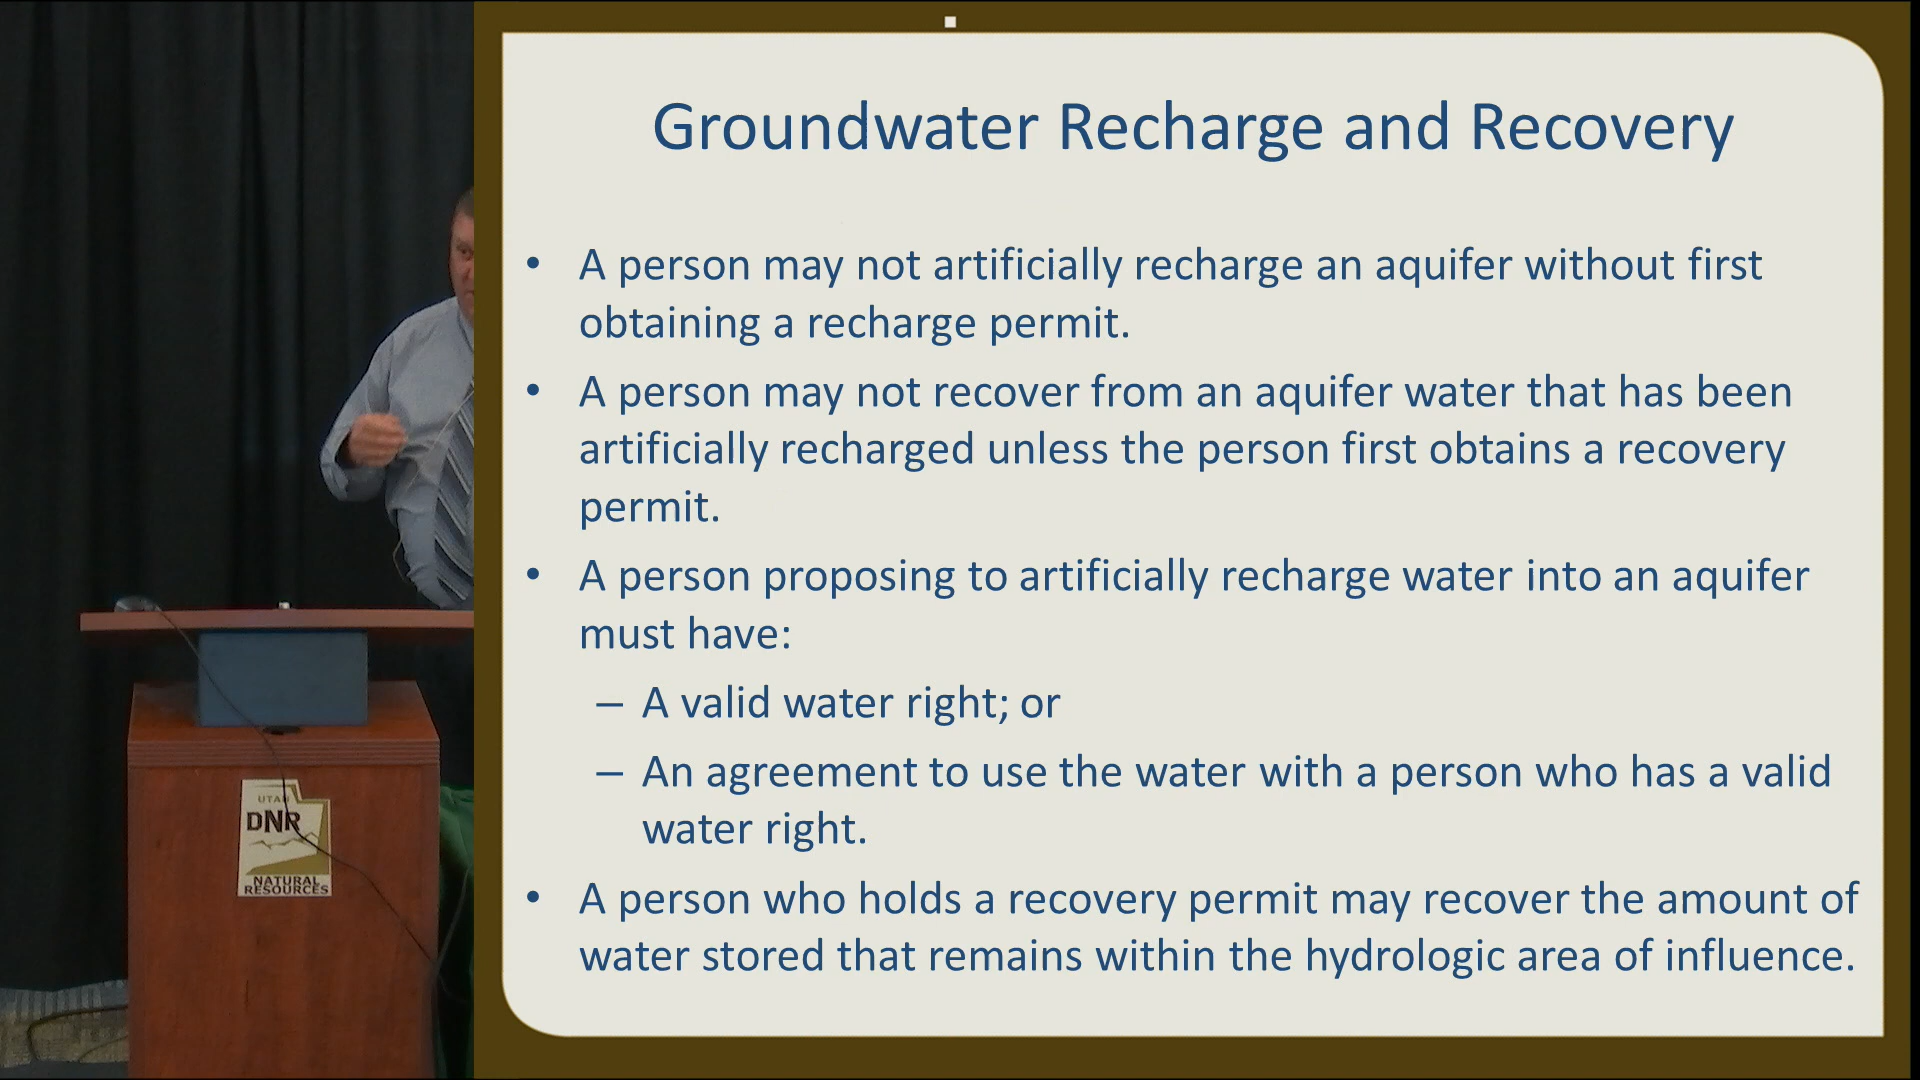 Groundwater Recharge and Recovery
• A person may not artificially recharge an aquifer without first
obtaining a recharge permit.
• A person may not recover from an aquifer water that has been
artificially recharged unless the person first obtains a recovery
permit.
• A person proposing to artificially recharge water into an aquifer
must have:
– A valid water right; or
– An agreement to use the water with a person who has a valid
water right.
• A person who holds a recovery permit may recover the amount of
water stored that remains within the hydrologic area of influence.
UTAH
DNR
NATURAL
RESOURCES